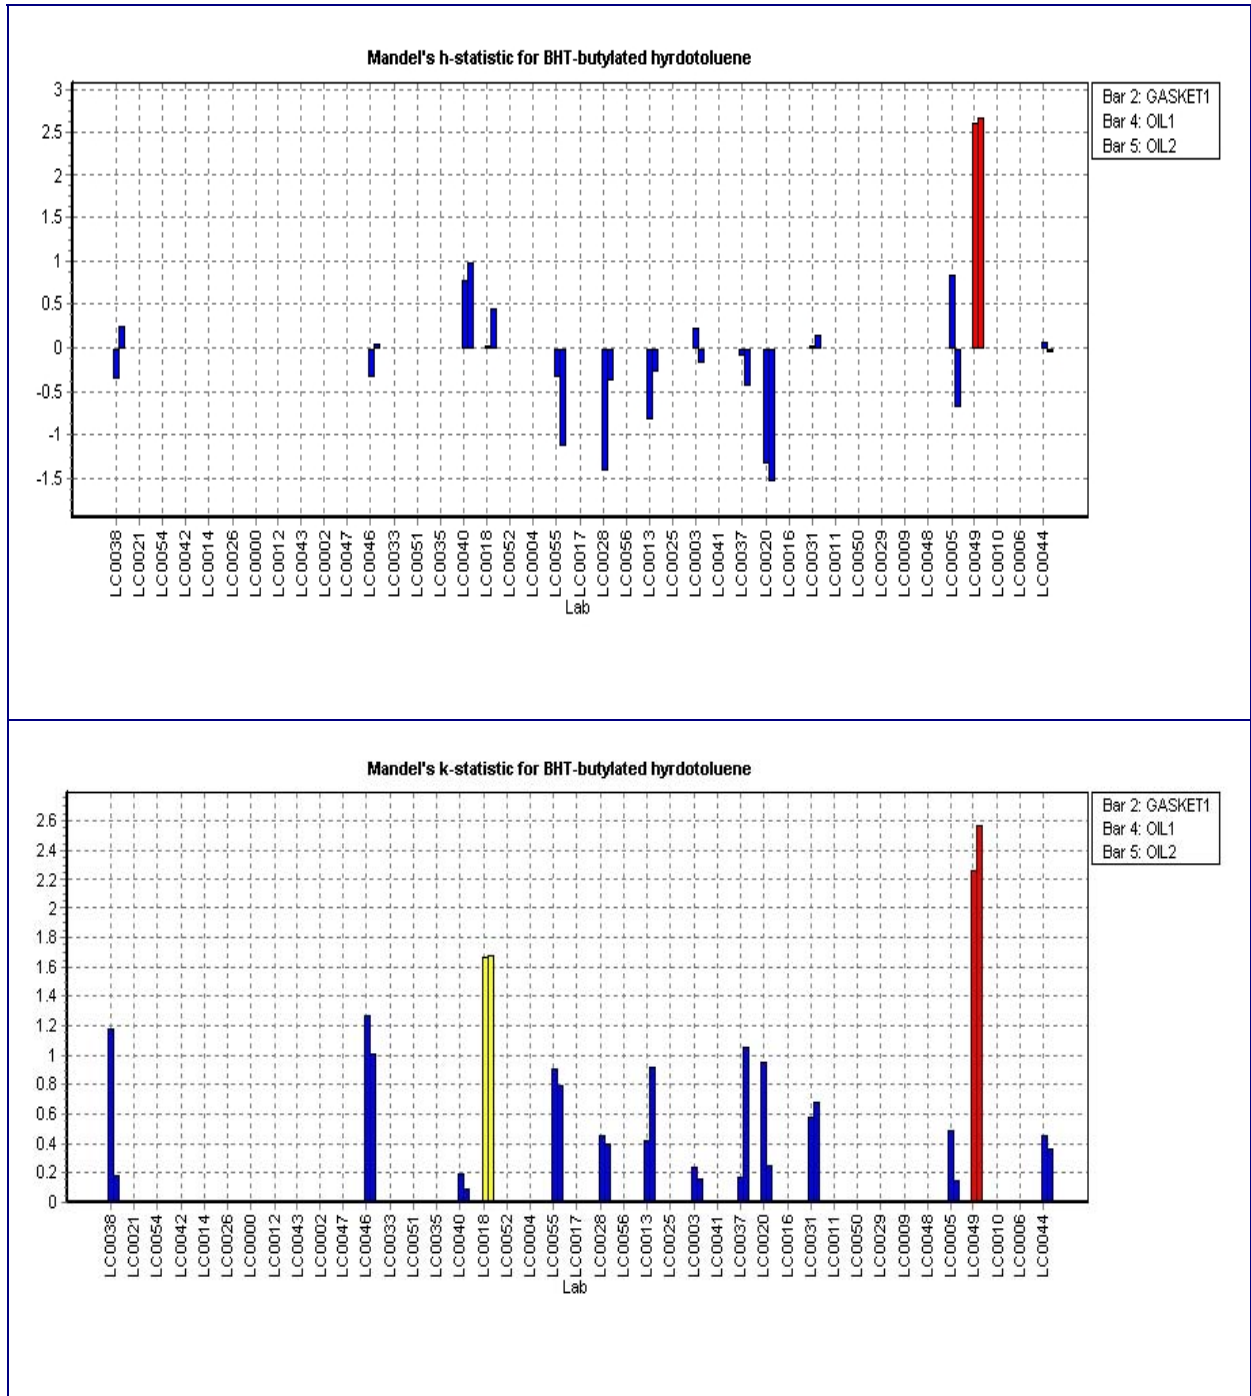 Mandel's h-statistic for BHT-butylated hyrdotoluene
Bar 2: GASKET1
Bar 4: OIL1
Bar 5: OIL2
3
2.5
2
1.5
1
0.5
0
-0.5
-1
-1.5
LC0038
LC0021
LC0054
LC0042
LC0014
LC0026
LC0000
LC0012
LC0043
LC0002
LC0047
LC0046
LC0033
LC0051
LC0035
LC0040
LC0018
LC0052
LC0004
LC0055
LC0017
LC0028
LC0056
LC0013
LC0025
LC0003
LC0041
LC0037
LC0020
LC0016
LC0031
LC0011
LC0050
LC0029
LC0009
LC0048
LC0005
LC0049
LC0010
LC0006
LC0044
Lab
Mandel's k-statistic for BHT-butylated hyrdotoluene
Bar 2: GASKET1
Bar 4: OIL1
Bar 5: OIL2
2.6
2.4
2.2
2
1.8
1.6
1.4
1.2
1
0.8
0.6
0.4
0.2
0
LC0038
LC0021
LC0054
LC0042
LC0014
LC0026
LC0000
LC0012
LC0043
LC0002
LC0047
LC0046
LC0033
LC0051
LC0035
LC0040
LC0018
LC0052
LC0004
LC0055
LC0017
LC0028
LC0056
LC0013
LC0025
LC0003
LC0041
LC0037
LC0020
LC0016
LC0031
LC0011
LC0050
LC0029
LC0009
LC0048
LC0005
LC0049
LC0010
LC0006
LC0044
Lab